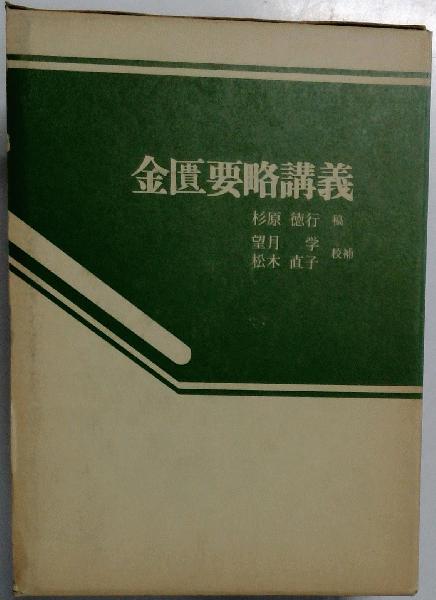 金匱要略講義
杉原 徳行 稿
望月 学
松木 直子 校補